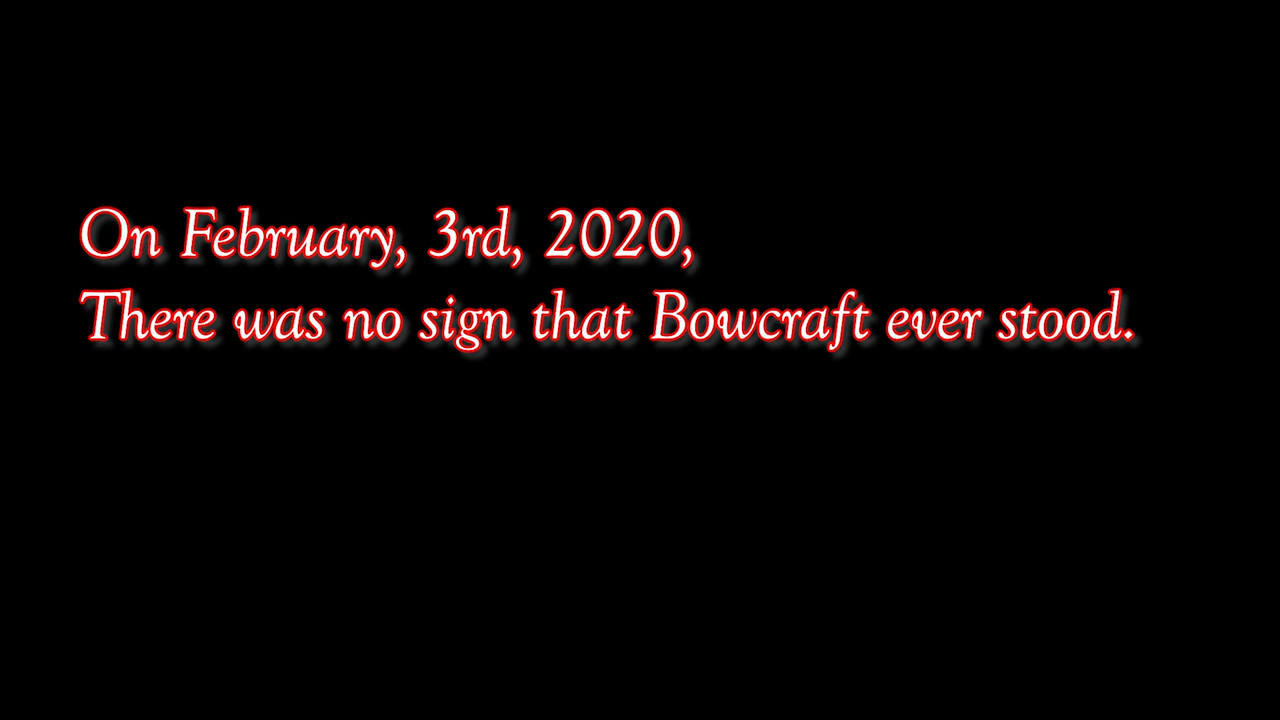 On February, 3rd, 2020,
There was no sign that Bowcraft ever stood.